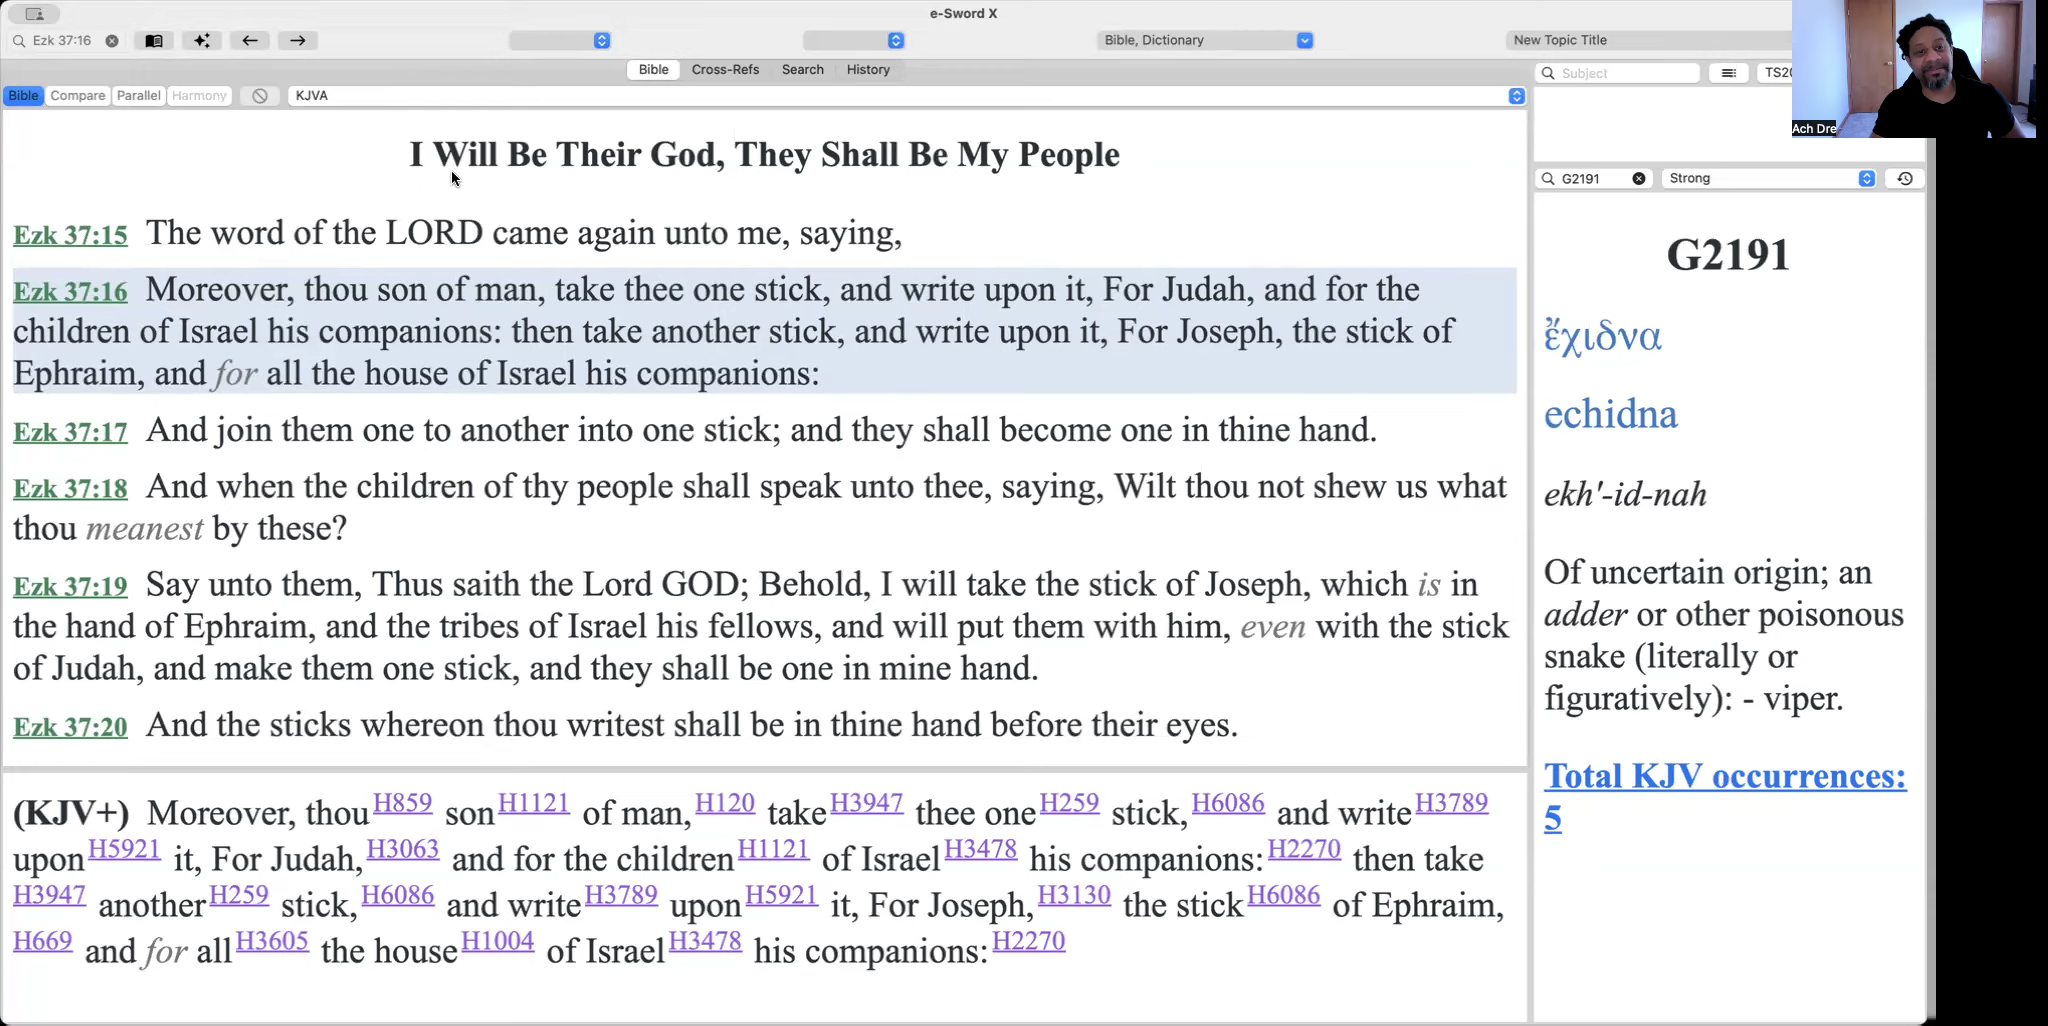 e-Sword X
Ezk 37:16
Bible, Dictionary
New Topic Title
Bible Cross-Refs Search History
Subject
Bible Compare Parallel Harmony
KJVA
Ach Dre
I Will Be Their God, They Shall Be My People
Ezk 37:15 The word of the LORD came again unto me, saying,
Ezk 37:16 Moreover, thou son of man, take thee one stick, and write upon it, For Judah, and for the
children of Israel his companions: then take another stick, and write upon it, For Joseph, the stick of
Ephraim, and for all the house of Israel his companions:
Ezk 37:17 And join them one to another into one stick; and they shall become one in thine hand.
Ezk 37:18 And when the children of thy people shall speak unto thee, saying, Wilt thou not shew us what
thou meanest by these?
Ezk 37:19 Say unto them, Thus saith the Lord GOD; Behold, I will take the stick of Joseph, which is in
the hand of Ephraim, and the tribes of Israel his fellows, and will put them with him, even with the stick
of Judah, and make them one stick, and they shall be one in mine hand.
Ezk 37:20 And the sticks whereon thou writest shall be in thine hand before their eyes.
(KJV+) Moreover, thou H859 son H1121 of man, H120 take H3947 thee one H259 stick, H6086 and write H3789
upon H5921 it, For Judah, H3063 and for the children H1121 of Israel H3478 his companions: H2270 then take
H3947 another H259 stick, H6086 and write H3789 upon H5921 it, For Joseph, H3130 the stick H6086 of Ephraim,
H669 and for all H3605 the house H1004 of Israel H3478 his companions: H2270
G2191
Strong
G2191
ἔχιδνα
echidna
ekh'-id-nah
Of uncertain origin; an
adder or other poisonous
snake (literally or
figuratively): - viper.
Total KJV occurrences:
5